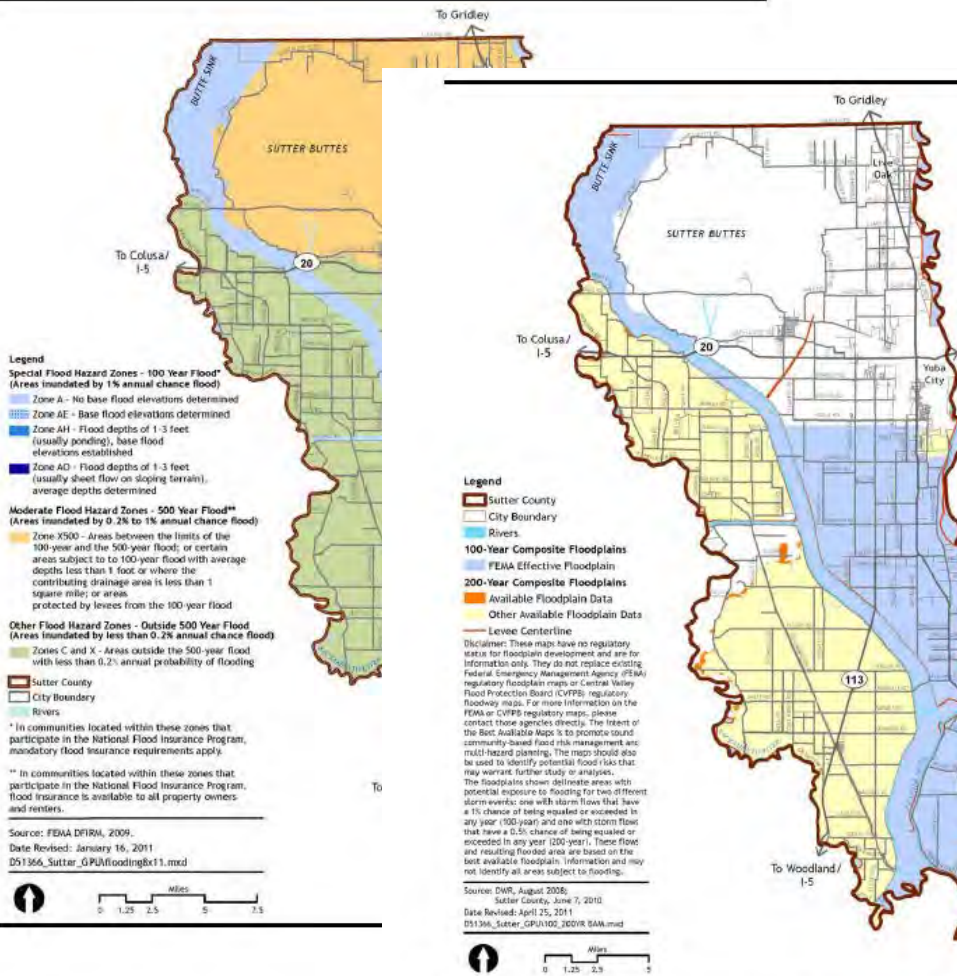 To Gridley
BUTTE SINK
SUTTER BUTTES
To Colusa/
I-5
20
Legend
Special Flood Hazard Zones - 100 Year Flood*
(Areas inundated by 1% annual chance flood)
Zone A - No base flood elevations determined
Zone AE - Base flood elevations determined
Zone AH - Flood depths of 1-3 feet
(usually ponding), base flood
elevations established
Zone AO - Flood depths of 1-3 feet
(usually sheet flow on sloping terrain),
average depths determined
Moderate Flood Hazard Zones - 500 Year Flood**
(Areas inundated by 0.2% to 1% annual chance flood)
Zone X500 - Areas between the limits of the
100-year and the 500-year flood; or certain
areas subject to to 100-year flood with average
depths less than 1 foot or where the
contributing drainage area is less than 1
square mile; or areas
protected by levees from the 100-year flood
Other Flood Hazard Zones - Outside 500 Year Flood
(Areas inundated by less than 0.2% annual chance flood)
Zones C and X - Areas outside the 500-year flood
with less than 0.2% annual probability of flooding
Sutter County
City Boundary
Rivers
* In communities located within these zones that
participate in the National Flood Insurance Program,
mandatory flood insurance requirements apply.
** In communities located within these zones that
participate in the National Flood Insurance Program,
flood insurance is available to all property owners
and renters.
Source: FEMA DFIRM, 2009.
Date Revised: January 16, 2011
D51366_Sutter_GPU\flooding8x11.mxd
Miles
0 1.25 2.5 5 7.5
To
To Gridley
BUTTE SINK
Live
Oak
SUTTER BUTTES
To Colusa/
I-5
20
Yuba
City
113
To Woodland/
I-5
Legend
Sutter County
City Boundary
Rivers
100-Year Composite Floodplains
FEMA Effective Floodplain
200-Year Composite Floodplains
Available Floodplain Data
Other Available Floodplain Data
Levee Centerline
Disclaimer: These maps have no regulatory
status for floodplain development and are for
information only. They do not replace existing
Federal Emergency Management Agency (FEMA)
regulatory floodplain maps or Central Valley
Flood Protection Board (CVFPB) regulatory
floodway maps. For more information on the
FEMA or CVFPB regulatory maps, please
contact those agencies directly. The intent of
the Best Available Maps is to promote sound
community-based flood risk management and
multi-hazard planning. The maps should also
be used to identify potential flood risks that
may warrant further study or analyses.
The floodplains shown delineate areas with
potential exposure to flooding for two different
storm events: one with storm flows that have
a 1% chance of being equaled or exceeded in
any year (100-year) and one with storm flows
that have a 0.5% chance of being equaled or
exceeded in any year (200-year). These flows
and resulting flooded area are based on the
best available floodplain information and may
not identify all areas subject to flooding.
Source: DWR, August 2008;
Sutter County, June 7, 2010
Date Revised: April 25, 2011
D51366_Sutter_GPU\100_200YR BAM.mxd
Miles
0 1.25 2.5 5